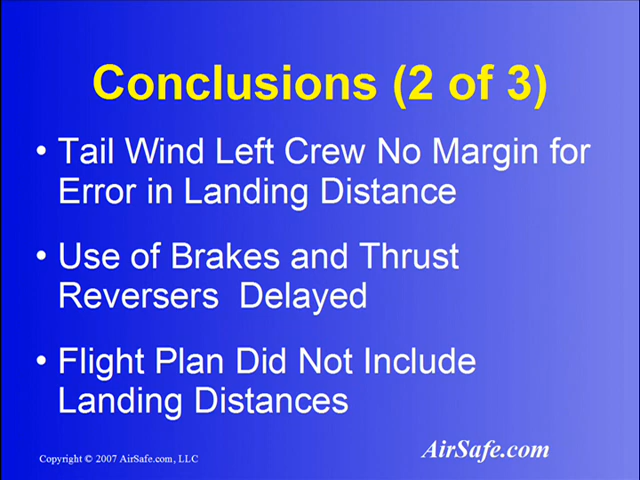 Conclusions (2 of 3)
• Tail Wind Left Crew No Margin for
Error in Landing Distance
• Use of Brakes and Thrust
Reversers  Delayed
• Flight Plan Did Not Include
Landing Distances
Copyright © 2007 AirSafe.com, LLC
AirSafe.com